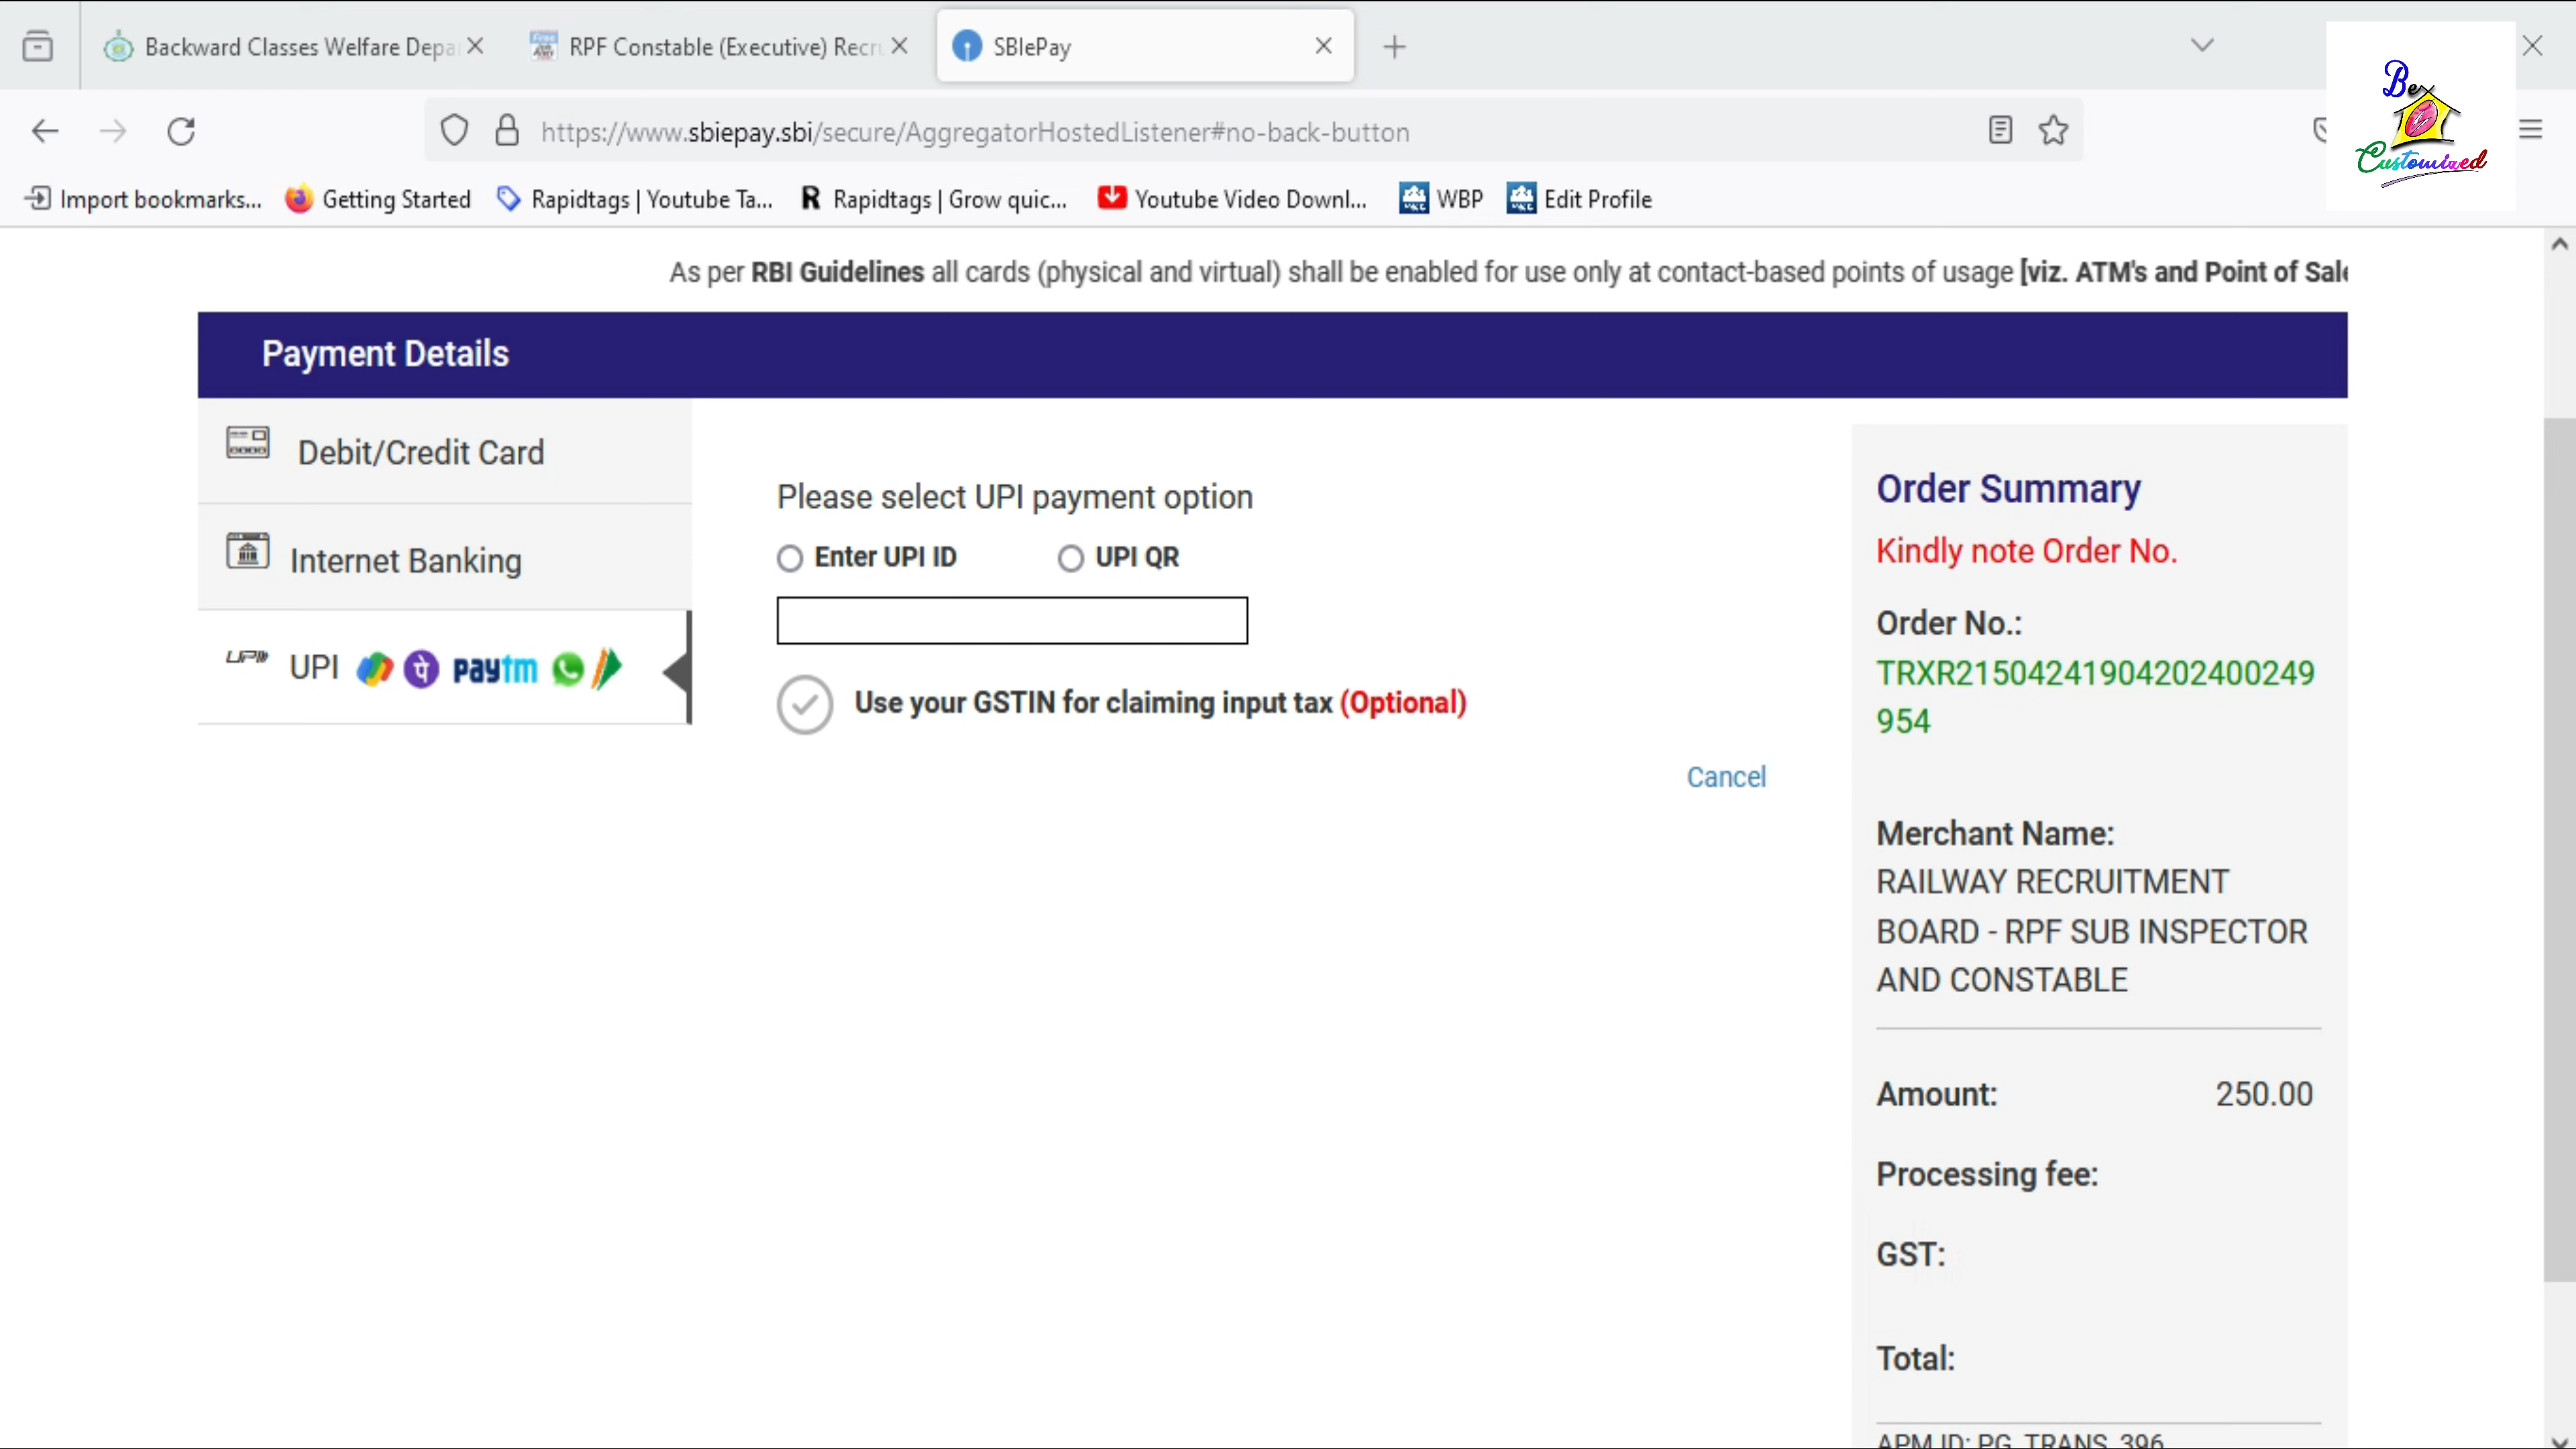 Backward Classes Welfare Depa
RPF Constable (Executive) Recru
SBIePay
https://www.sbiepay.sbi/secure/AggregatorHostedListener#no-back-button
Be
Customized
Import bookmarks...
Getting Started
Rapidtags | Youtube Ta...
R Rapidtags | Grow quic...
Youtube Video Downl...
WBP
Edit Profile
As per RBI Guidelines all cards (physical and virtual) shall be enabled for use only at contact-based points of usage [viz. ATM's and Point of Sale
Payment Details
Debit/Credit Card
Internet Banking
UPI UPI पे paytm
Please select UPI payment option
Enter UPI ID
UPI QR
Use your GSTIN for claiming input tax (Optional)
Cancel
Order Summary
Kindly note Order No.
Order No.:
TRXR21504241904202400249
954
Merchant Name:
RAILWAY RECRUITMENT
BOARD - RPF SUB INSPECTOR
AND CONSTABLE
Amount: 250.00
Processing fee:
GST:
Total:
APM ID: PG_TRANS_396